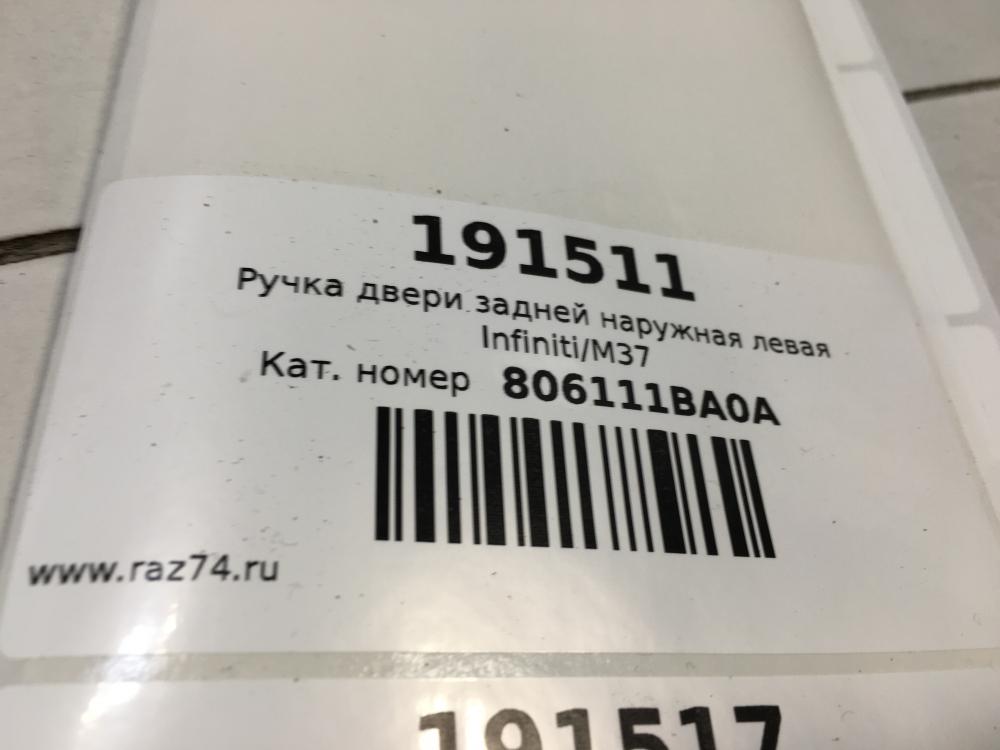 191511
Ручка двери задней наружная левая
Infiniti/M37
Кат. номер 806111BA0A
www.raz74.ru
191517